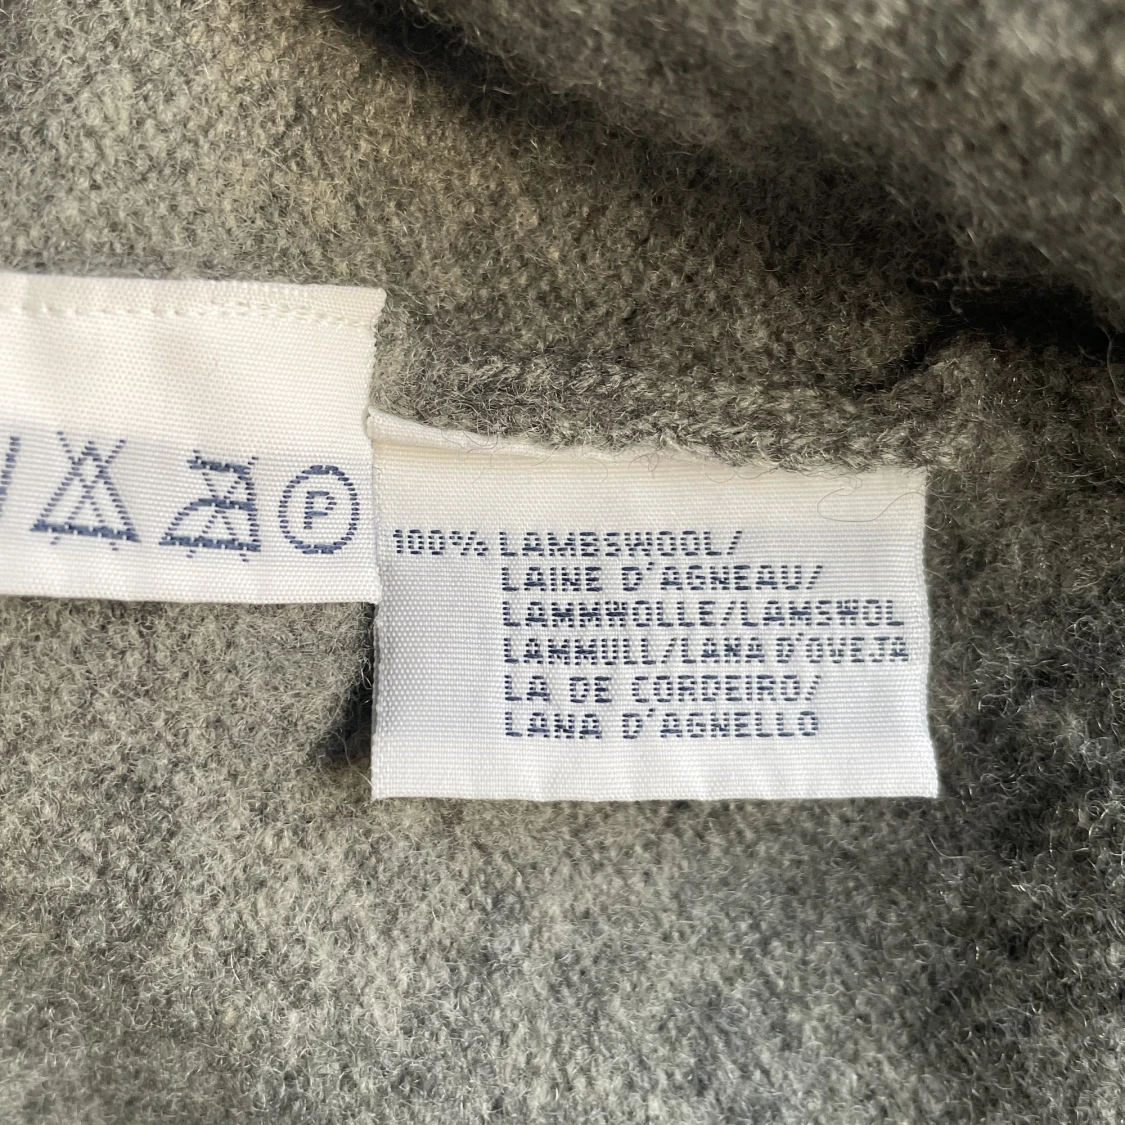 P
100% LAMBSWOOL/
LAINE D'AGNEAU/
LAMMWOLLE/LAMSWOL
LAMMULL/LANA D'OVEJA
LA DE CORDEIRO/
LANA D'AGNELLO